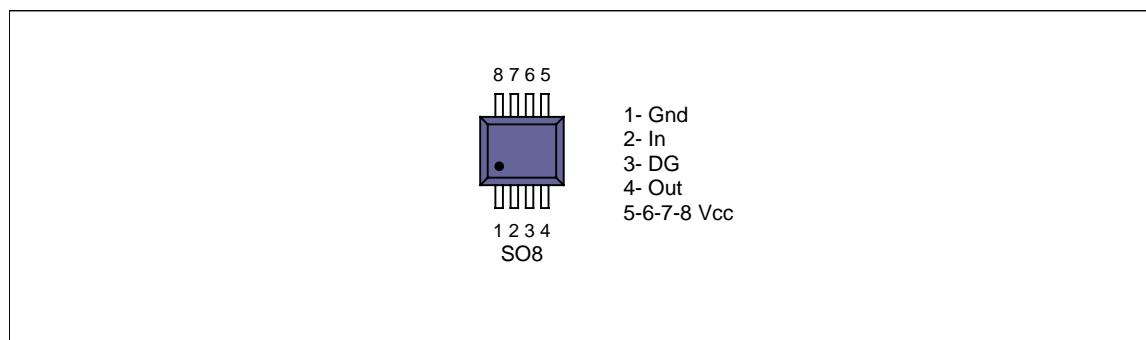 8 7 6 5
1 2 3 4
SO8
1- Gnd
2- In
3- DG
4- Out
5-6-7-8 Vcc